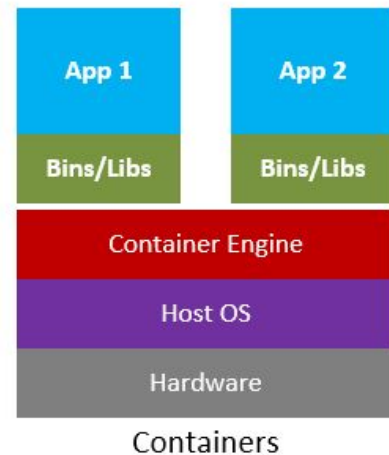 App 1
App 2
Bins/Libs
Bins/Libs
Container Engine
Host OS
Hardware
Containers